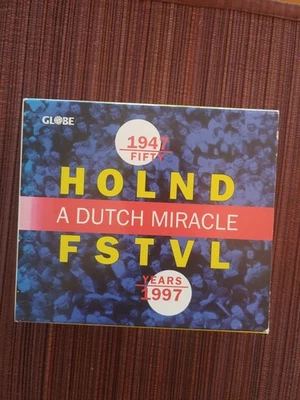 GLOBE
1947
FIFTY
HOLND
A DUTCH MIRACLE
FSTVL
YEARS
1997